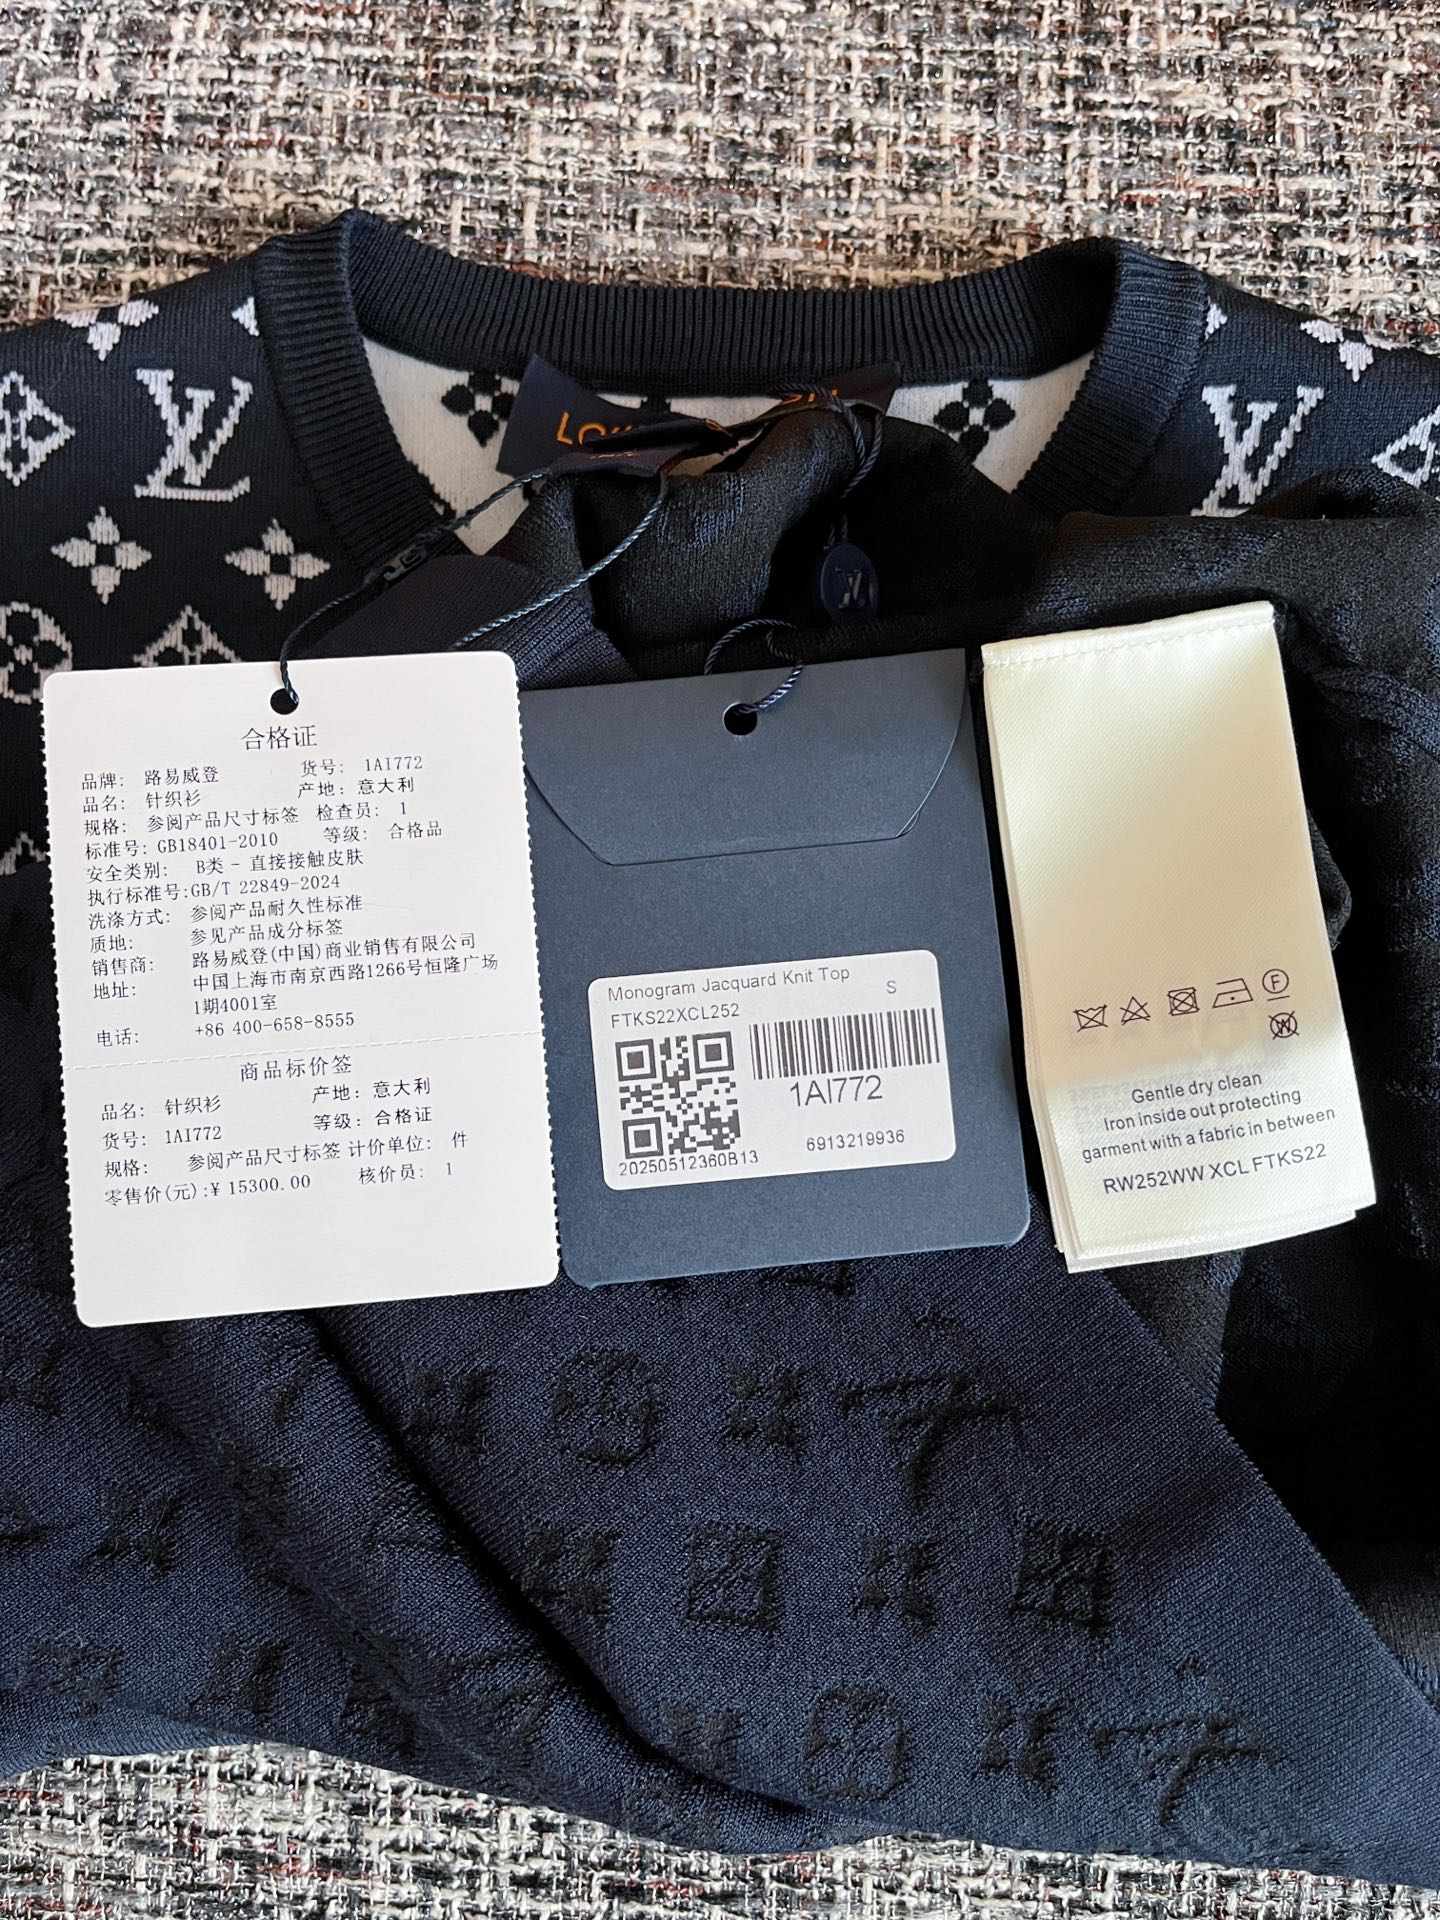 合格证
品牌: 路易威登 货号: 1AI772
品名: 针织衫 产地: 意大利
规格: 参阅产品尺寸标签 检查员: 1
标准号: GB18401-2010 等级: 合格品
安全类别: B类 - 直接接触皮肤
执行标准号:GB/T 22849-2024
洗涤方式: 参阅产品耐久性标准
质地: 参见产品成分标签
销售商: 路易威登(中国)商业销售有限公司
地址: 中国上海市南京西路1266号恒隆广场
1期4001室
电话: +86 400-658-8555
商品标价签
品名: 针织衫 产地: 意大利
货号: 1AI772 等级: 合格证
规格: 参阅产品尺寸标签 计价单位: 件
零售价(元):¥ 15300.00 核价员: 1
Monogram Jacquard Knit Top S
FTKS22XCL252
1AI772
20250512360B13 6913219936
F
W
Gentle dry clean
Iron inside out protecting
garment with a fabric in between
RW252WW XCL FTKS22
LV
LV
LV